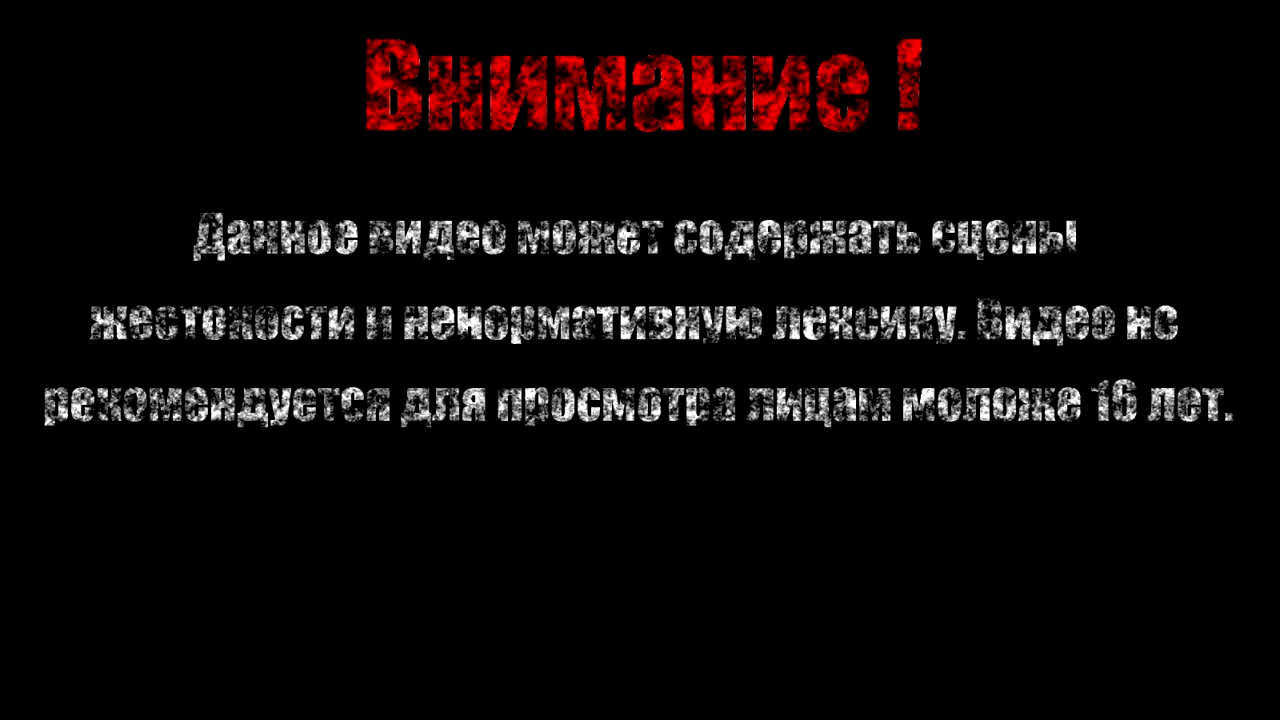 Внимание !
Данное видео может содержать сцены
жестокости и ненормативную лексику. Видео не
рекомендуется для просмотра лицам моложе 16 лет.